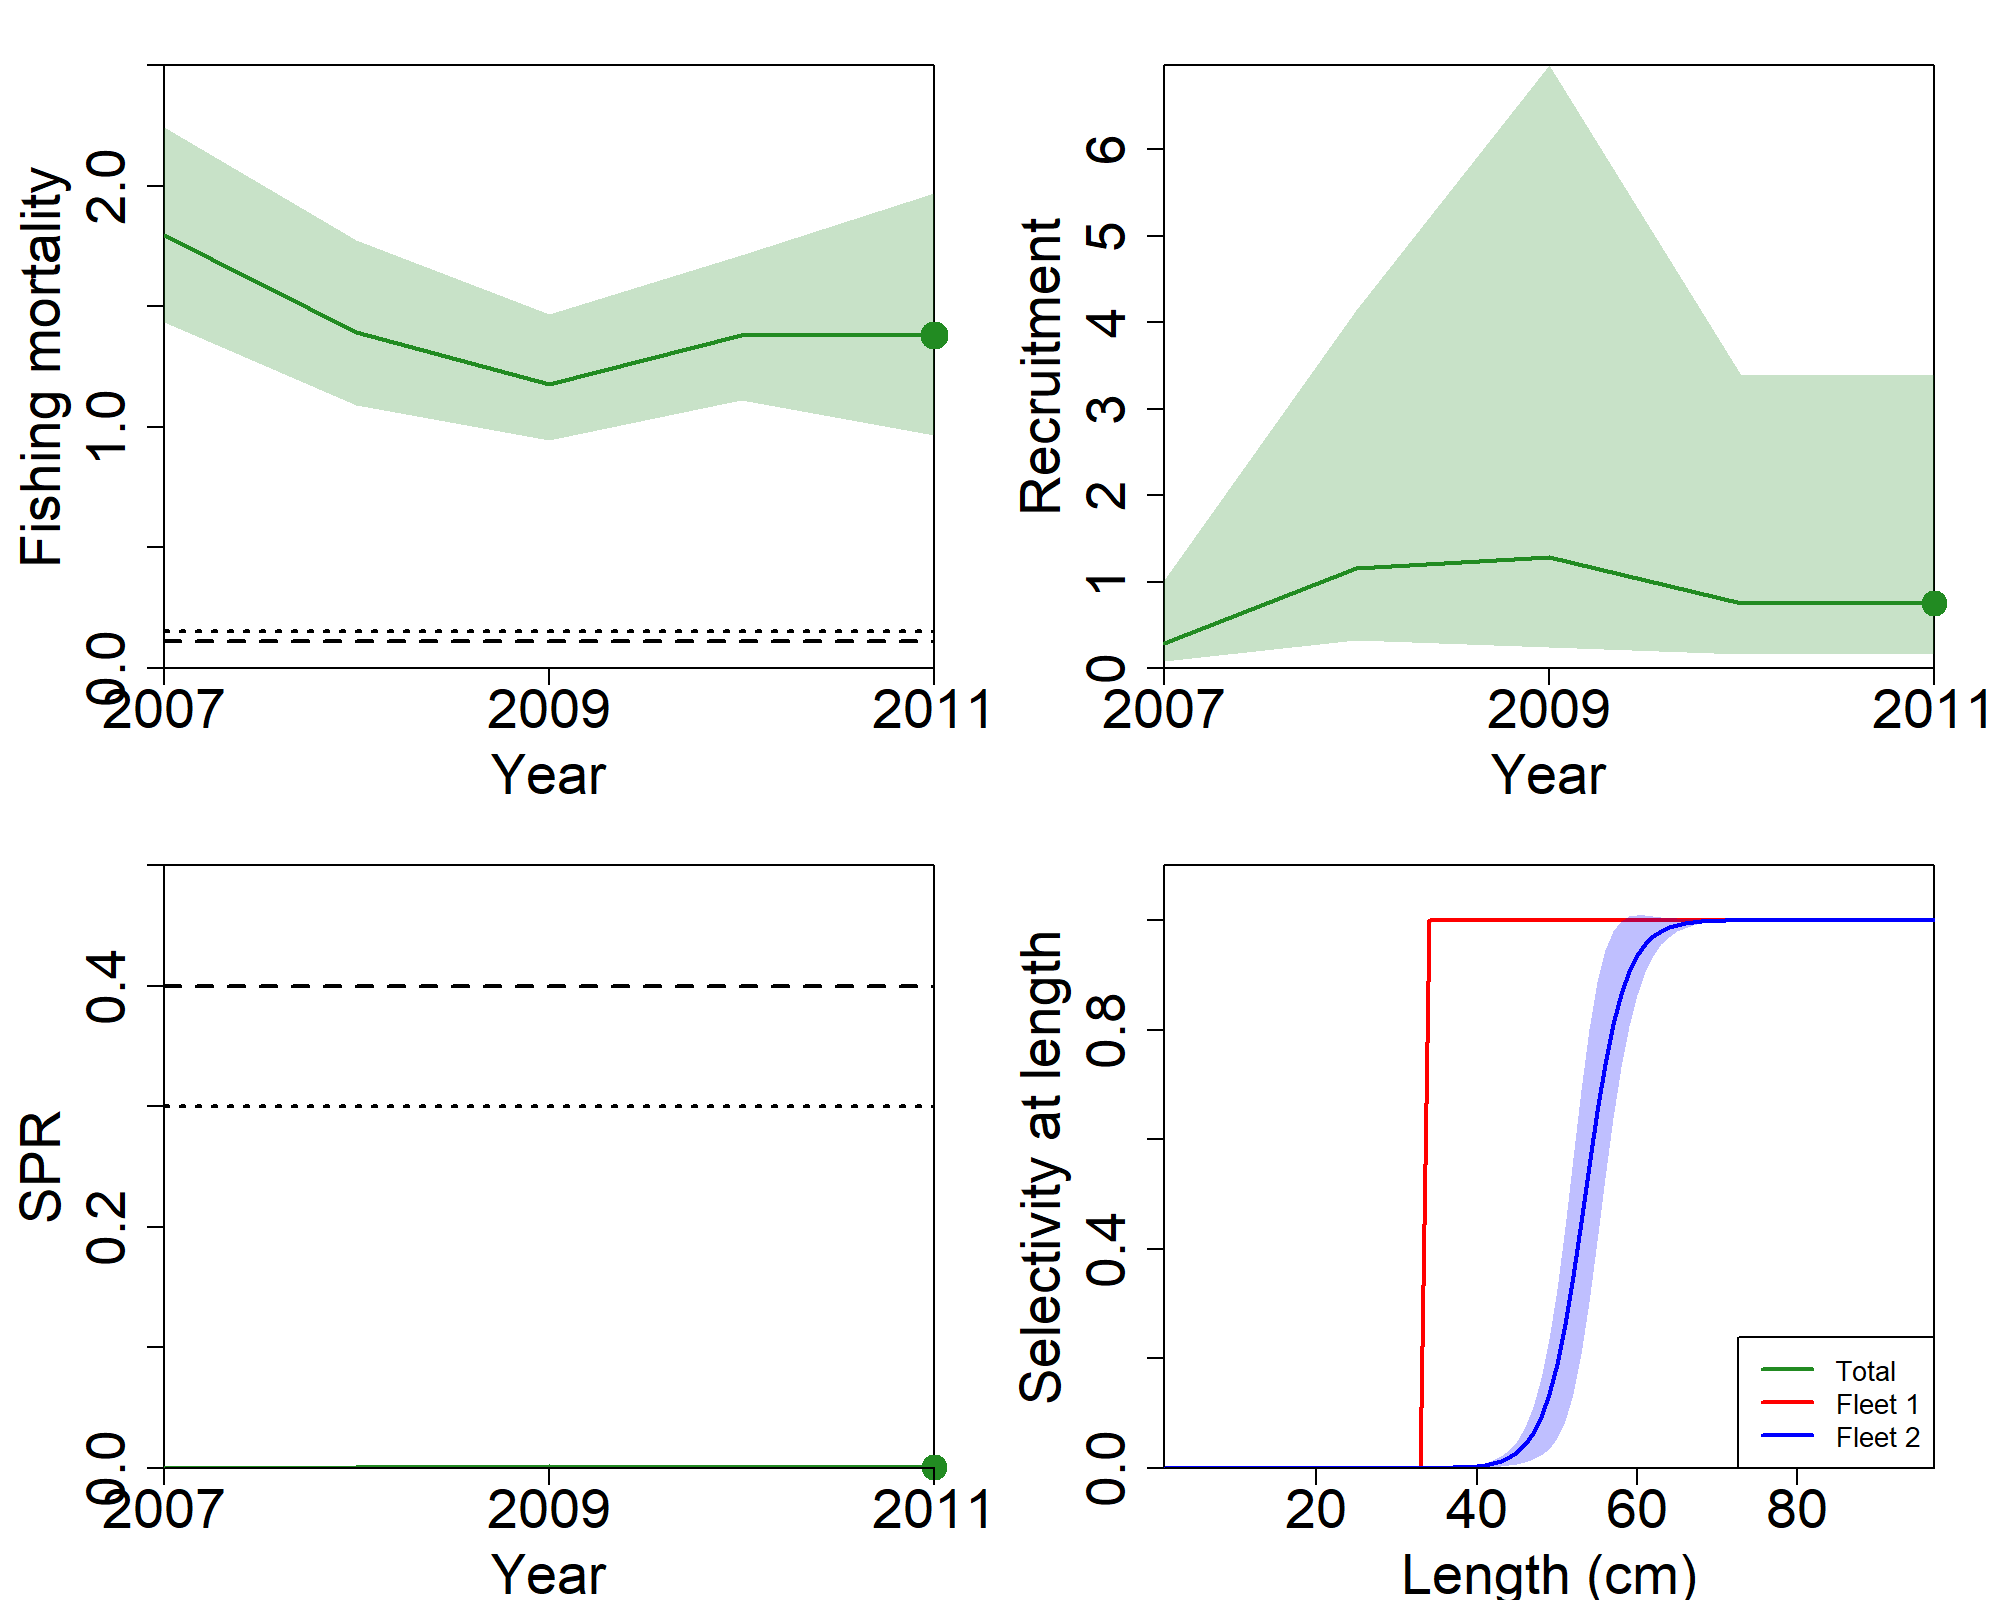 Fishing mortality
0.0 1.0 2.0
2007 2009 2011
Year
Recruitment
0 1 2 3 4 5 6
2007 2009 2011
Year
SPR
0.0 0.2 0.4
2007 2009 2011
Year
Selectivity at length
0.0 0.4 0.8
Total
Fleet 1
Fleet 2
20 40 60 80
Length (cm)